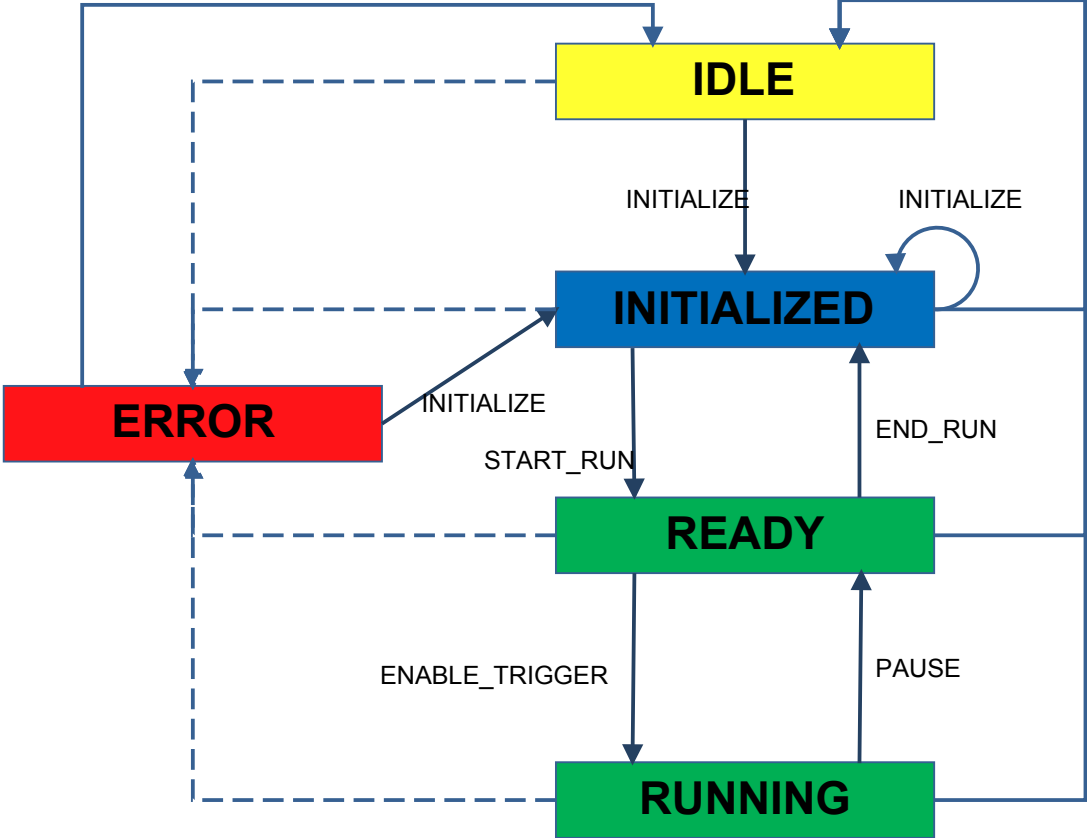 IDLE
INITIALIZE
INITIALIZE
INITIALIZED
INITIALIZE
ERROR
END_RUN
START_RUN
READY
ENABLE_TRIGGER
PAUSE
RUNNING